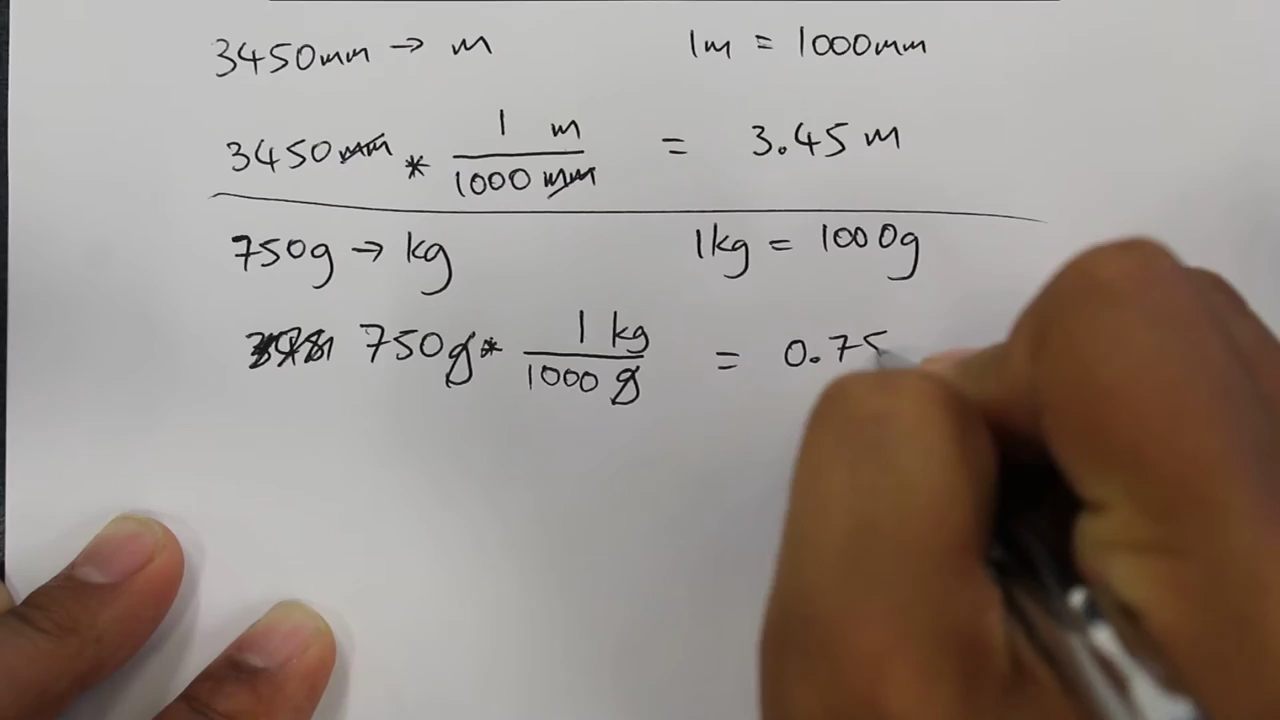 3450mm → m 1m = 1000mm
3450mm * 1 m / 1000 mm = 3.45 m
750g → kg 1kg = 1000g
750g * 1 kg / 1000 g = 0.75